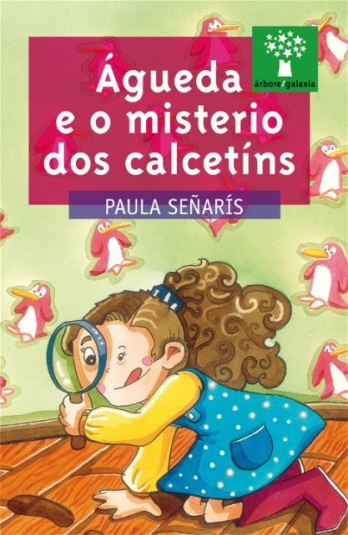 Águeda
e o misterio
dos calcetíns
árbore/galaxia
PAULA SEÑARÍS